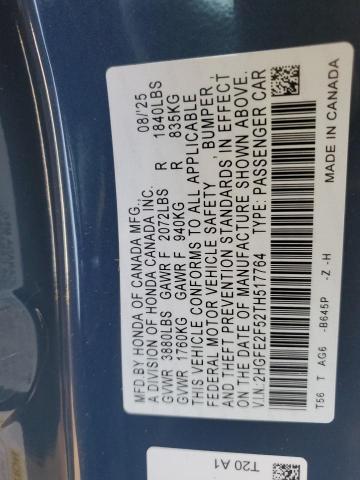 MFD.BY HONDA OF CANADA MFG., 08/'25
A DIVISION OF HONDA CANADA INC.
GVWR 3880LBS GAWR F 2072LBS R 1840LBS
GVWR 1760KG GAWR F 940KG R 835KG
THIS VEHICLE CONFORMS TO ALL APPLICABLE
FEDERAL MOTOR VEHICLE SAFETY, BUMPER,
AND THEFT PREVENTION STANDARDS IN EFFECT
ON THE DATE OF MANUFACTURE SHOWN ABOVE.
V.I.N. 2HGFE2F52TH517764 TYPE: PASSENGER CAR
T56 T AG6 -B645P -Z -H MADE IN CANADA
T20 A1